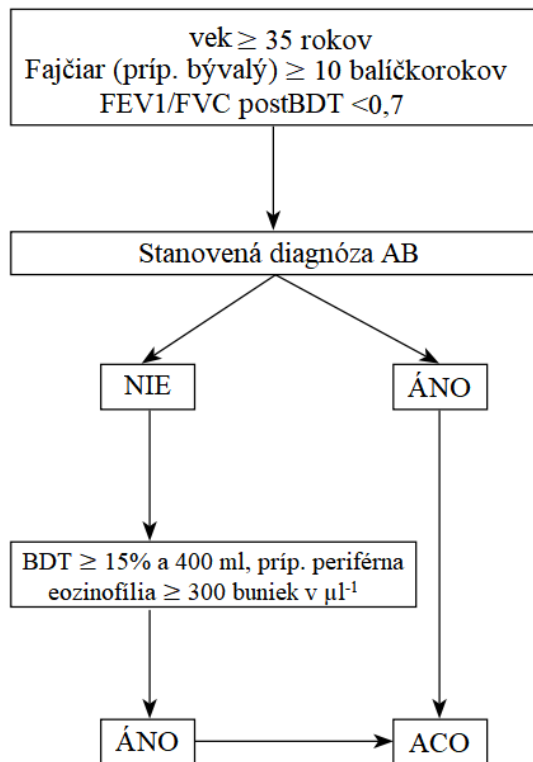 vek ≥ 35 rokov
Fajčiar (príp. bývalý) ≥ 10 balíčkorokov
FEV1/FVC postBDT <0,7
Stanovená diagnóza AB
NIE
ÁNO
BDT ≥ 15% a 400 ml, príp. periférna
eozinofília ≥ 300 buniek v µl⁻¹
ÁNO
ACO